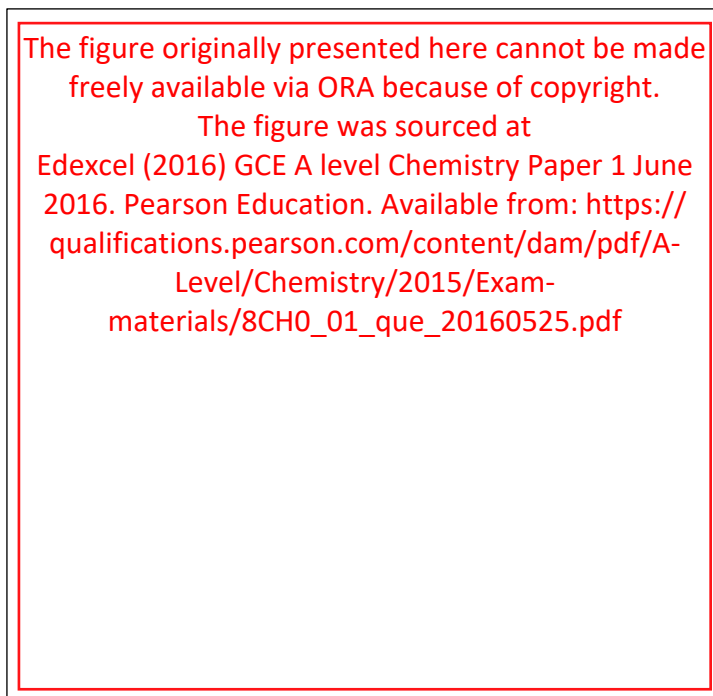 The figure originally presented here cannot be made
freely available via ORA because of copyright.
The figure was sourced at
Edexcel (2016) GCE A level Chemistry Paper 1 June
2016. Pearson Education. Available from: https://
qualifications.pearson.com/content/dam/pdf/A-
Level/Chemistry/2015/Exam-
materials/8CH0_01_que_20160525.pdf